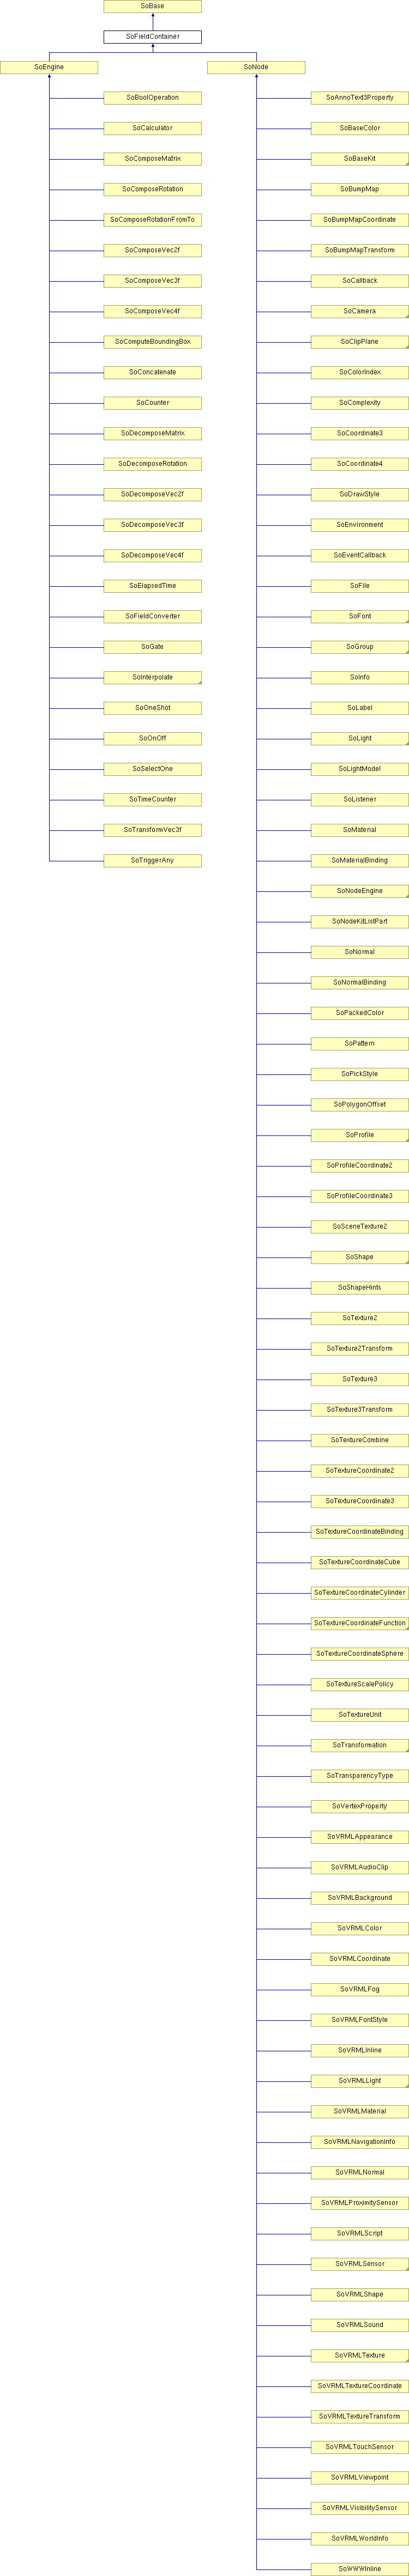 SoBase
SoFieldContainer
SoEngine
SoNode
SoBoolOperation
SoAnnoText3Property
SoCalculator
SoBaseColor
SoComposeMatrix
SoBaseKit
SoComposeRotation
SoBumpMap
SoComposeRotationFromTo
SoBumpMapCoordinate
SoComposeVec2f
SoBumpMapTransform
SoComposeVec3f
SoCallback
SoComposeVec4f
SoCamera
SoComputeBoundingBox
SoClipPlane
SoConcatenate
SoColorIndex
SoCounter
SoComplexity
SoDecomposeMatrix
SoCoordinate3
SoDecomposeRotation
SoCoordinate4
SoDecomposeVec2f
SoDrawStyle
SoDecomposeVec3f
SoEnvironment
SoDecomposeVec4f
SoEventCallback
SoElapsedTime
SoFile
SoFieldConverter
SoFont
SoGate
SoGroup
SoInterpolate
SoInfo
SoOneShot
SoLabel
SoOnOff
SoLight
SoSelectOne
SoLightModel
SoTimeCounter
SoListener
SoTransformVec3f
SoMaterial
SoTriggerAny
SoMaterialBinding
SoNodeEngine
SoNodeKitListPart
SoNormal
SoNormalBinding
SoPackedColor
SoPattern
SoPickStyle
SoPolygonOffset
SoProfile
SoProfileCoordinate2
SoProfileCoordinate3
SoSceneTexture2
SoShape
SoShapeHints
SoTexture2
SoTexture2Transform
SoTexture3
SoTexture3Transform
SoTextureCombine
SoTextureCoordinate2
SoTextureCoordinate3
SoTextureCoordinateBinding
SoTextureCoordinateCube
SoTextureCoordinateCylinder
SoTextureCoordinateFunction
SoTextureCoordinateSphere
SoTextureScalePolicy
SoTextureUnit
SoTransformation
SoTransparencyType
SoVertexProperty
SoVRMLAppearance
SoVRMLAudioClip
SoVRMLBackground
SoVRMLColor
SoVRMLCoordinate
SoVRMLFog
SoVRMLFontStyle
SoVRMLInline
SoVRMLLight
SoVRMLMaterial
SoVRMLNavigationInfo
SoVRMLNormal
SoVRMLProximitySensor
SoVRMLScript
SoVRMLSensor
SoVRMLShape
SoVRMLSound
SoVRMLTexture
SoVRMLTextureCoordinate
SoVRMLTextureTransform
SoVRMLTouchSensor
SoVRMLViewpoint
SoVRMLVisibilitySensor
SoVRMLWorldInfo
SoWWWInline